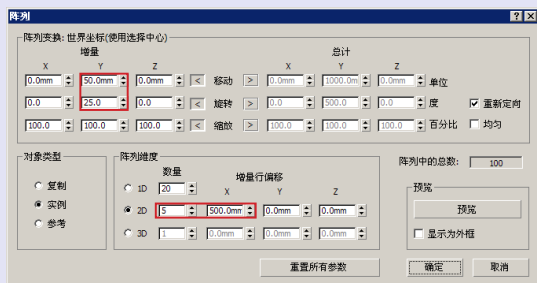 阵列
阵列变换: 世界坐标(使用选择中心)
增量 总计
X Y Z X Y Z
0.0mm 50.0mm 0.0mm < 移动 > 0.0mm 1000.0m 0.0mm 单位
0.0 25.0 0.0 < 旋转 > 0.0 500.0 0.0 度 重新定向
100.0 100.0 100.0 < 缩放 > 100.0 100.0 100.0 百分比 均匀
对象类型 阵列维度 阵列中的总数: 100
数量 增量行偏移
复制 1D 20 X Y Z 预览
实例 2D 5 500.0mm 0.0mm 0.0mm 预览
参考 3D 1 0.0mm 0.0mm 0.0mm 显示为外框
重置所有参数 确定 取消